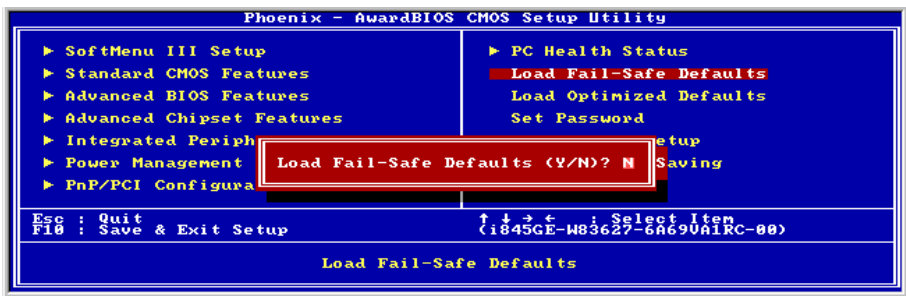 Phoenix - AwardBIOS CMOS Setup Utility
► SoftMenu III Setup
► Standard CMOS Features
► Advanced BIOS Features
► Advanced Chipset Features
► Integrated Periph
► Power Management
► PnP/PCI Configura
► PC Health Status
Load Fail-Safe Defaults
Load Optimized Defaults
Set Password
etup
Saving
Load Fail-Safe Defaults (Y/N)? N
Esc : Quit
F10 : Save & Exit Setup
↑ ↓ → ← : Select Item
(i845GE-W83627-6A69VA1RC-00)
Load Fail-Safe Defaults